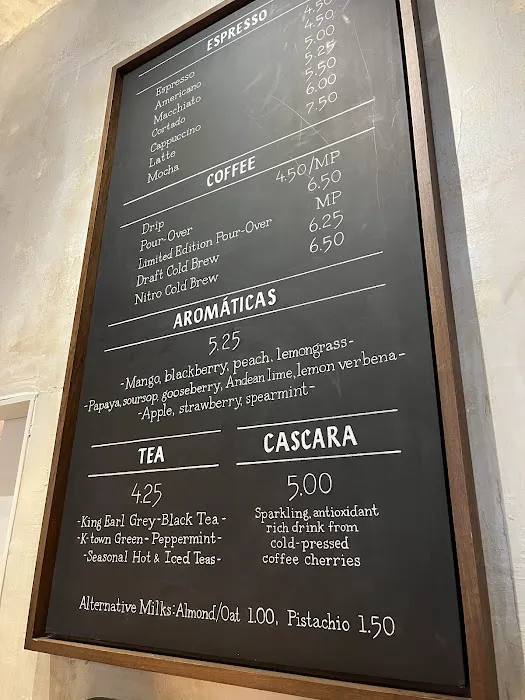 ESPRESSO
Espresso 4.50
Americano 4.50
Macchiato 5.00
Cortado 5.25
Cappuccino 5.50
Latte 6.00
Mocha 7.50
COFFEE
Drip 4.50/MP
Pour-Over 6.50
Limited Edition Pour-Over MP
Draft Cold Brew 6.25
Nitro Cold Brew 6.50
AROMÁTICAS
5.25
-Mango, blackberry, peach, lemongrass-
-Papaya, soursop, gooseberry, Andean lime, lemon verbena-
-Apple, strawberry, spearmint-
TEA
4.25
-King Earl Grey-Black Tea-
-K-town Green-Peppermint-
-Seasonal Hot & Iced Teas-
CASCARA
5.00
Sparkling, antioxidant
rich drink from
cold-pressed
coffee cherries
Alternative Milks: Almond/Oat 1.00, Pistachio 1.50